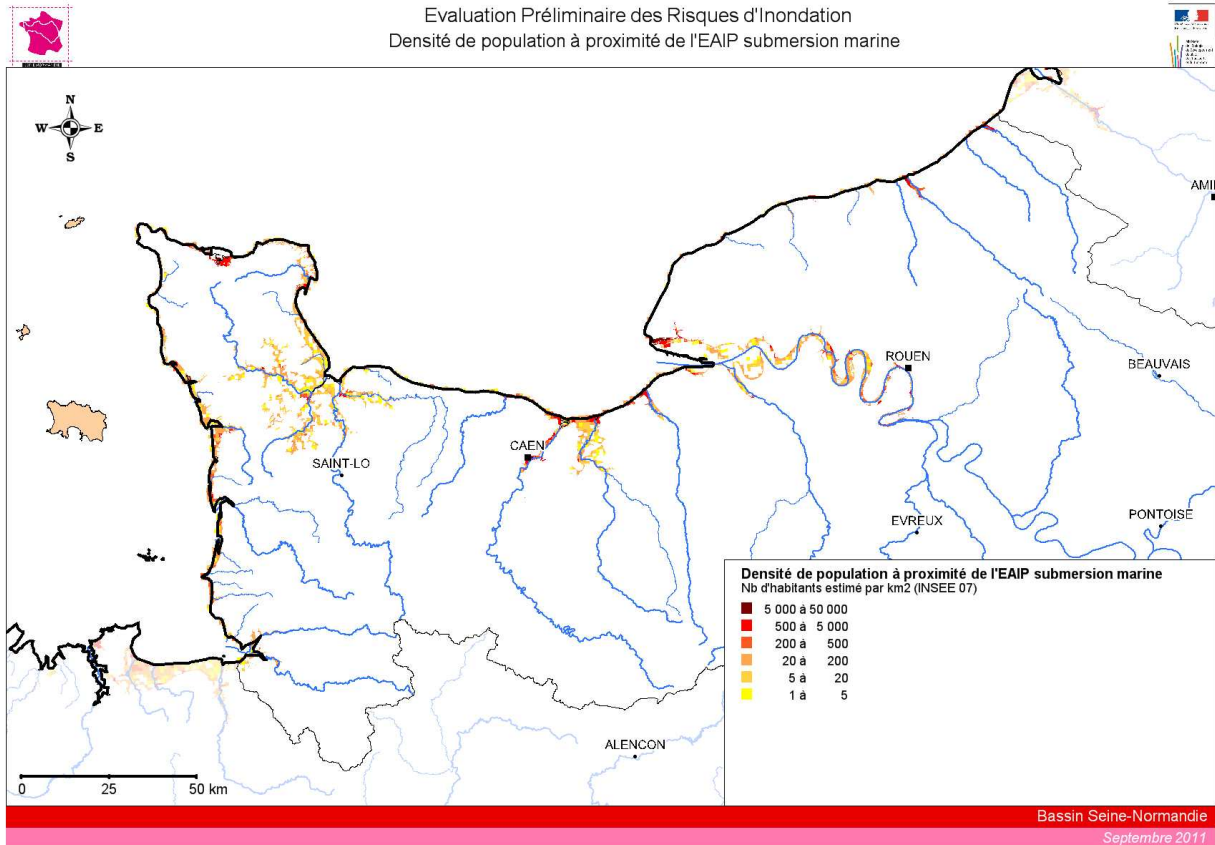 Evaluation Préliminaire des Risques d'Inondation
Densité de population à proximité de l'EAIP submersion marine
N
W E
S
AMI
ROUEN
BEAUVAIS
CAEN
SAINT-LO
EVREUX
PONTOISE
ALENCON
Densité de population à proximité de l'EAIP submersion marine
Nb d'habitants estimé par km2 (INSEE 07)
5 000 à 50 000
500 à 5 000
200 à 500
20 à 200
5 à 20
1 à 5
0 25 50 km
Bassin Seine-Normandie
Septembre 2011